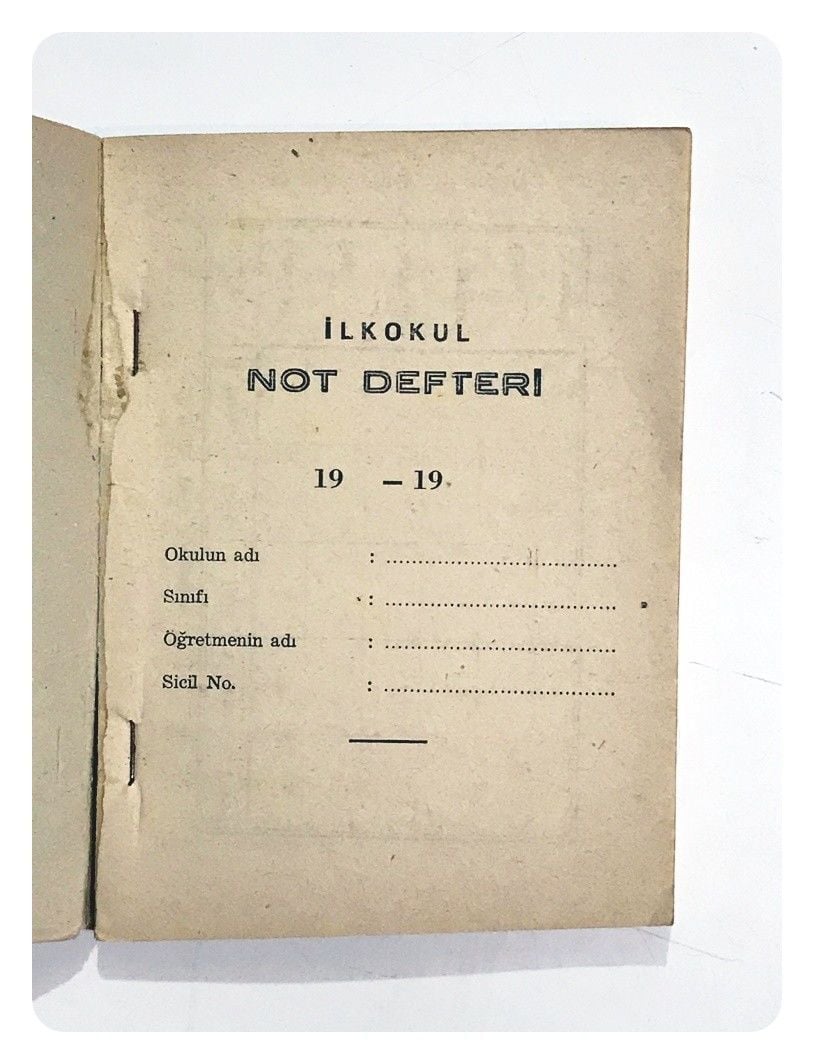 İLKOKUL
NOT DEFTERİ
19 – 19
Okulun adı : ....................................
Sınıfı : ....................................
Öğretmenin adı : ....................................
Sicil No. : ....................................